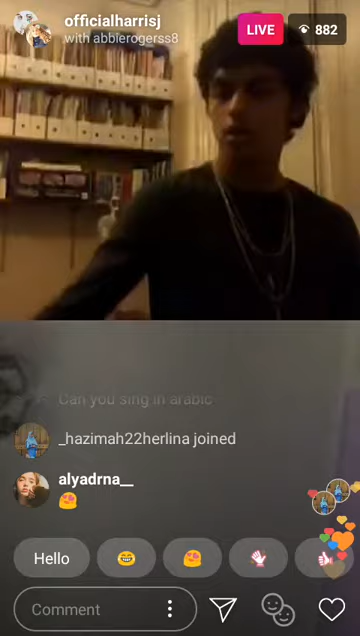 officialharrisj
with abbierogerss8
LIVE
882
Can you sing in arabic
_hazimah22herlina joined
alyadrna__
😍
Hello
😂
😍
👏
👍
Comment